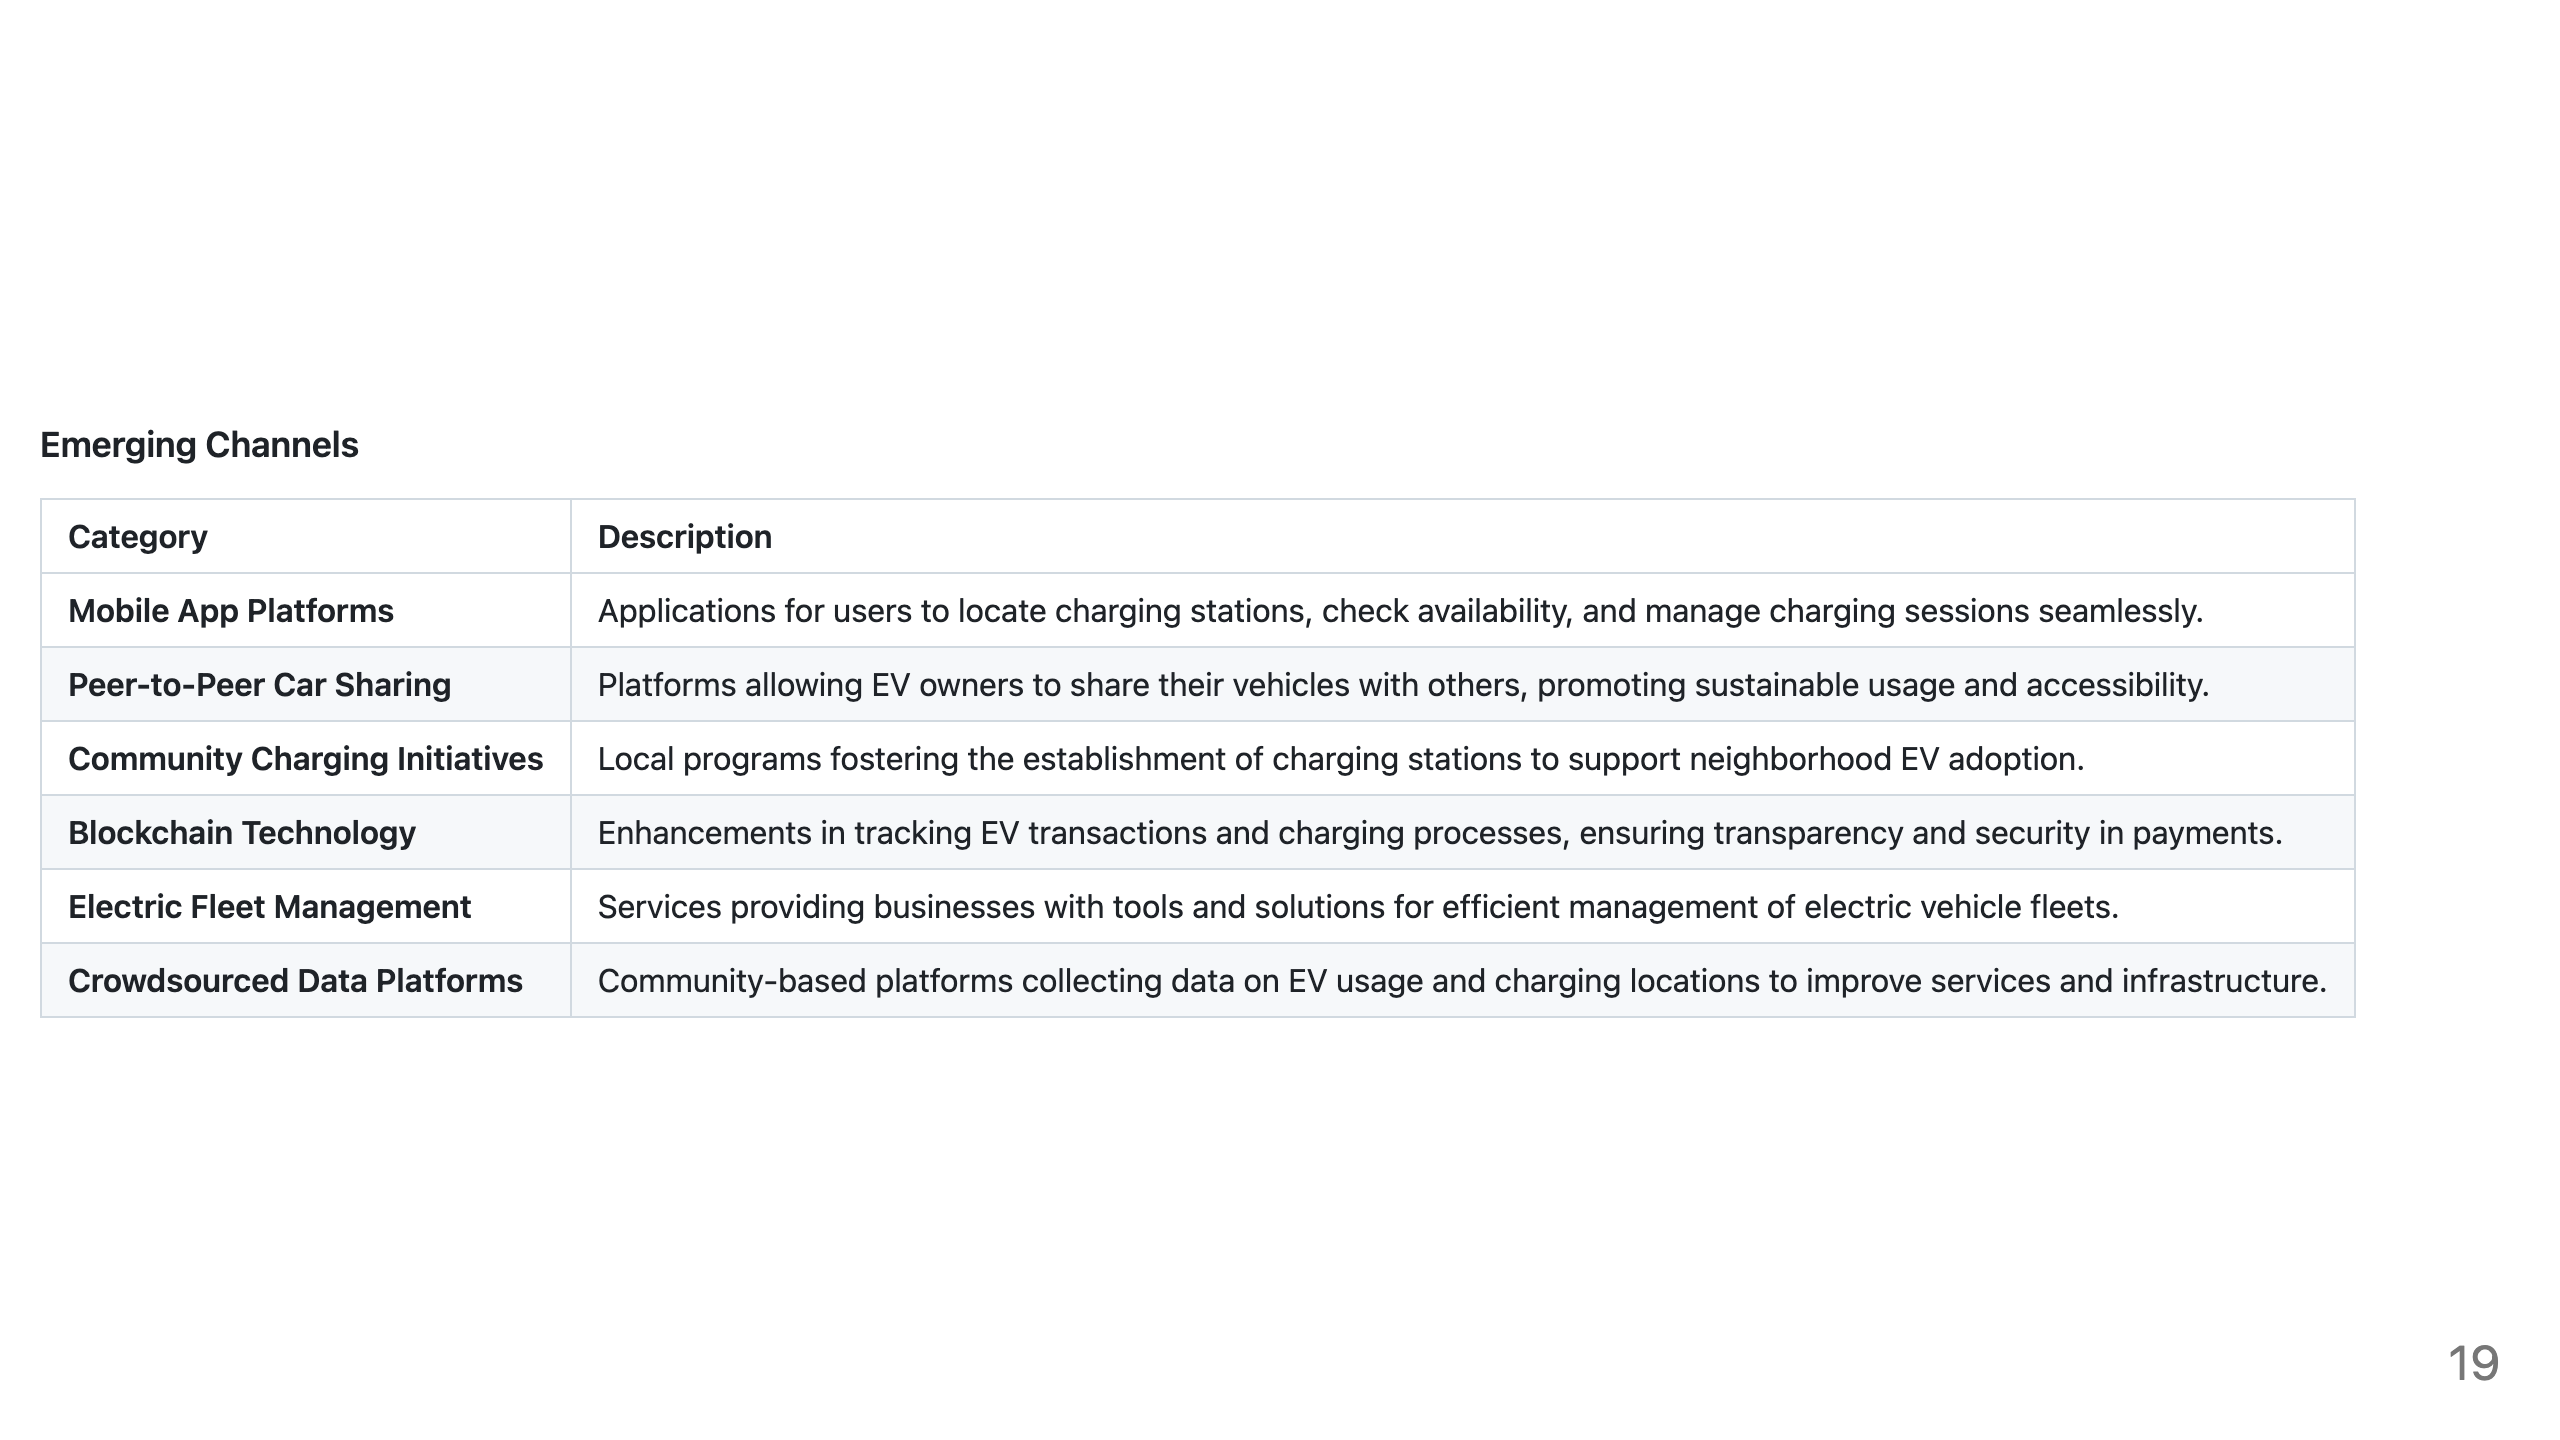 Emerging Channels
Category Description
Mobile App Platforms Applications for users to locate charging stations, check availability, and manage charging sessions seamlessly.
Peer-to-Peer Car Sharing Platforms allowing EV owners to share their vehicles with others, promoting sustainable usage and accessibility.
Community Charging Initiatives Local programs fostering the establishment of charging stations to support neighborhood EV adoption.
Blockchain Technology Enhancements in tracking EV transactions and charging processes, ensuring transparency and security in payments.
Electric Fleet Management Services providing businesses with tools and solutions for efficient management of electric vehicle fleets.
Crowdsourced Data Platforms Community-based platforms collecting data on EV usage and charging locations to improve services and infrastructure.
19